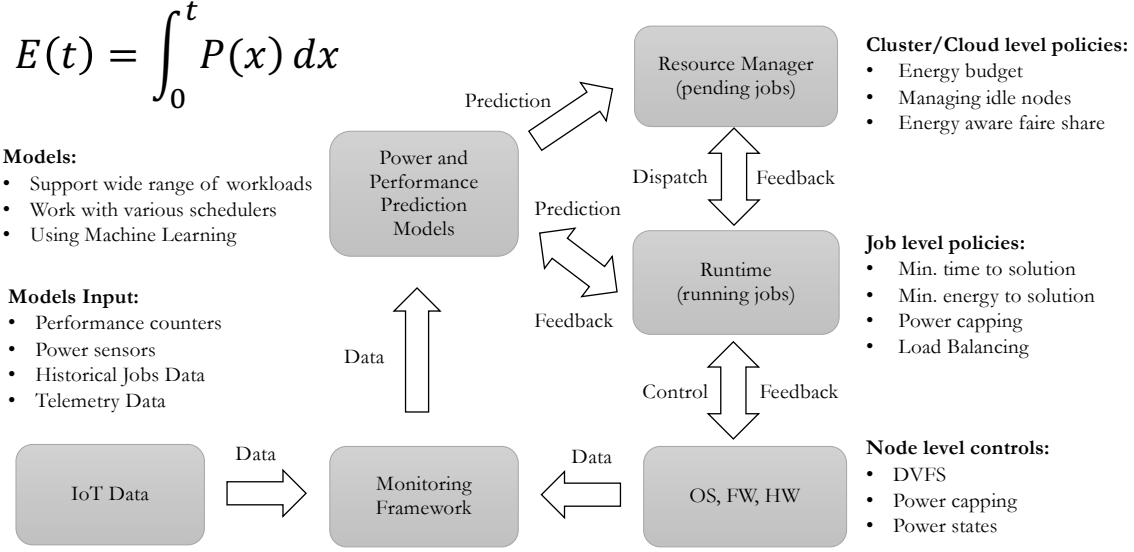 E(t) = ∫₀ᵗ P(x) dx
Resource Manager
(pending jobs)
Cluster/Cloud level policies:
• Energy budget
• Managing idle nodes
• Energy aware faire share
Prediction
Models:
• Support wide range of workloads
• Work with various schedulers
• Using Machine Learning
Power and
Performance
Prediction
Models
Dispatch
Feedback
Prediction
Feedback
Runtime
(running jobs)
Job level policies:
• Min. time to solution
• Min. energy to solution
• Power capping
• Load Balancing
Models Input:
• Performance counters
• Power sensors
• Historical Jobs Data
• Telemetry Data
Data
Control
Feedback
IoT Data
Data
Monitoring
Framework
Data
OS, FW, HW
Node level controls:
• DVFS
• Power capping
• Power states